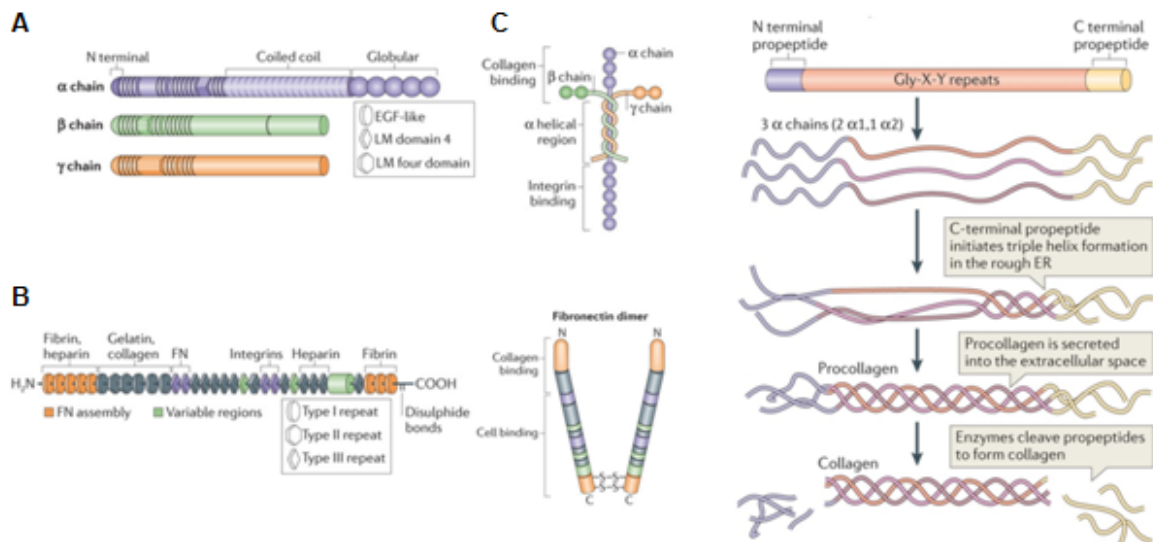 A
N terminal
Coiled coil
Globular
α chain
β chain
γ chain
EGF-like
LM domain 4
LM four domain
C
Collagen
binding
β chain
α chain
γ chain
α helical
region
Integrin
binding
B
Fibrin,
heparin
Gelatin,
collagen
FN
Integrins
Heparin
Fibrin
H₂N
COOH
FN assembly
Variable regions
Disulphide
bonds
Type I repeat
Type II repeat
Type III repeat
Fibronectin dimer
N
N
Collagen
binding
Cell binding
C
C
N terminal
propeptide
C terminal
propeptide
Gly-X-Y repeats
3 α chains (2 α1,1 α2)
C-terminal propeptide
initiates triple helix formation
in the rough ER
Procollagen is secreted
into the extracellular space
Procollagen
Enzymes cleave propeptides
to form collagen
Collagen